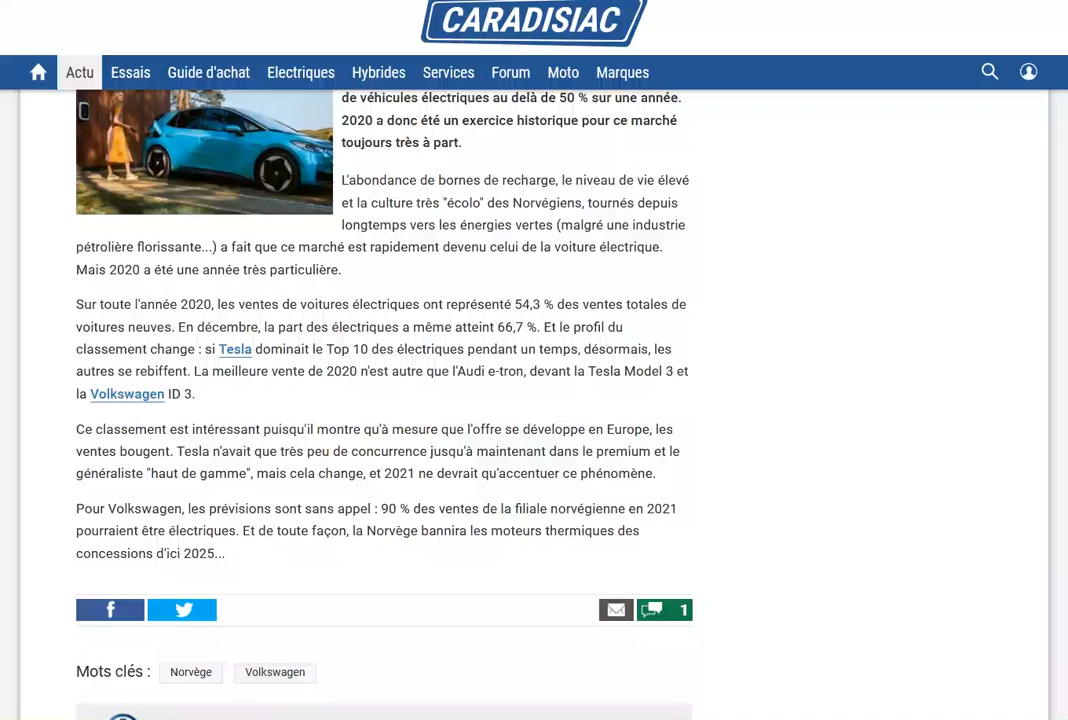 CARADISIAC
Actu Essais Guide d'achat Electriques Hybrides Services Forum Moto Marques
de véhicules électriques au delà de 50 % sur une année.
2020 a donc été un exercice historique pour ce marché
toujours très à part.
L'abondance de bornes de recharge, le niveau de vie élevé
et la culture très "écolo" des Norvégiens, tournés depuis
longtemps vers les énergies vertes (malgré une industrie
pétrolière florissante...) a fait que ce marché est rapidement devenu celui de la voiture électrique.
Mais 2020 a été une année très particulière.
Sur toute l'année 2020, les ventes de voitures électriques ont représenté 54,3 % des ventes totales de
voitures neuves. En décembre, la part des électriques a même atteint 66,7 %. Et le profil du
classement change : si Tesla dominait le Top 10 des électriques pendant un temps, désormais, les
autres se rebiffent. La meilleure vente de 2020 n'est autre que l'Audi e-tron, devant la Tesla Model 3 et
la Volkswagen ID 3.
Ce classement est intéressant puisqu'il montre qu'à mesure que l'offre se développe en Europe, les
ventes bougent. Tesla n'avait que très peu de concurrence jusqu'à maintenant dans le premium et le
généraliste "haut de gamme", mais cela change, et 2021 ne devrait qu'accentuer ce phénomène.
Pour Volkswagen, les prévisions sont sans appel : 90 % des ventes de la filiale norvégienne en 2021
pourraient être électriques. Et de toute façon, la Norvège bannira les moteurs thermiques des
concessions d'ici 2025...
1
Mots clés : Norvège Volkswagen